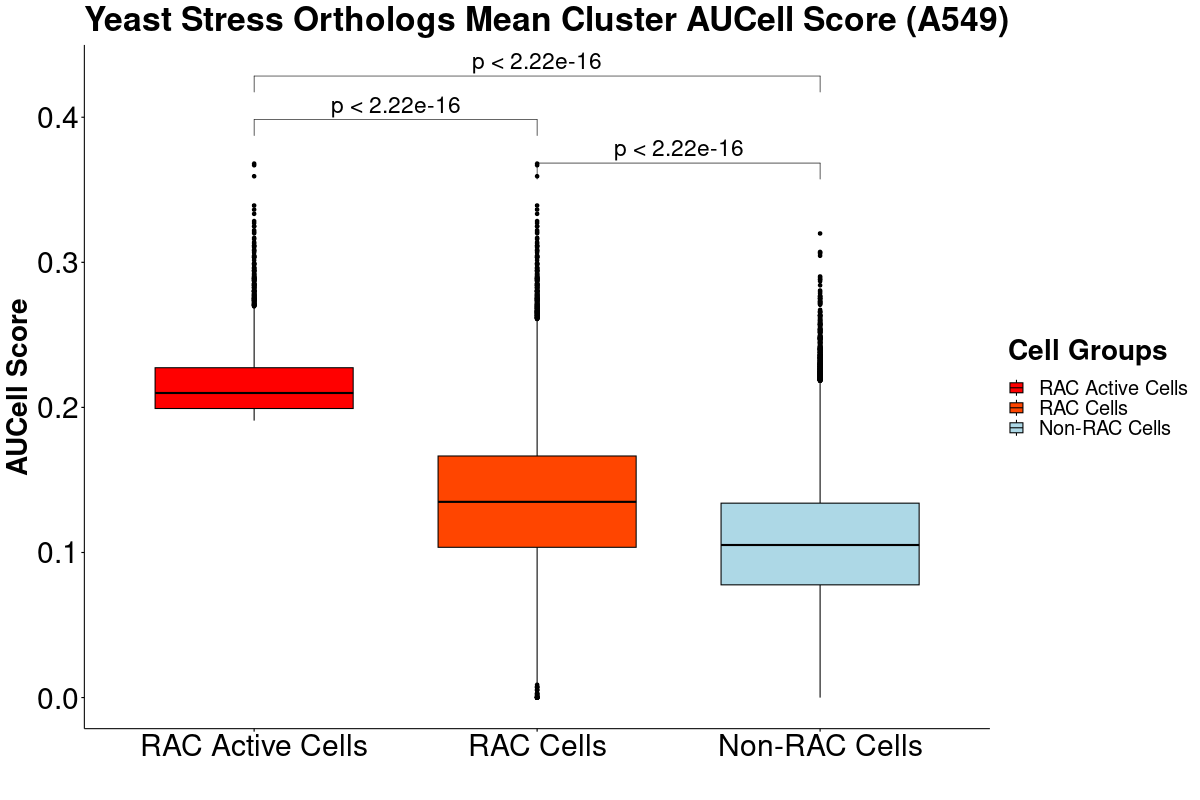 Yeast Stress Orthologs Mean Cluster AUCell Score (A549)
p < 2.22e-16
p < 2.22e-16
p < 2.22e-16
0.4
0.3
0.2
0.1
0.0
AUCell Score
RAC Active Cells
RAC Cells
Non-RAC Cells
Cell Groups
RAC Active Cells
RAC Cells
Non-RAC Cells